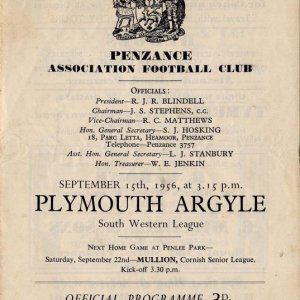 PENZANCE
ASSOCIATION FOOTBALL CLUB
OFFICIALS:
President—R. J. R. BLINDELL
Chairman—J. S. STEPHENS, C.C.
Vice-Chairman—R. C. MATTHEWS
Hon. General Secretary—S. J. HOSKING
18, PARC LETTA, HEAMOOR, PENZANCE
Telephone—Penzance 3757
Asst. Hon. General Secretary—L. J. STANBURY
Hon. Treasurer—W. E. JENKIN
SEPTEMBER 15th, 1956, AT 3.15 p.m.
PLYMOUTH ARGYLE
South Western League
NEXT HOME GAME AT PENLEE PARK—
Saturday, September 22nd—MULLION, Cornish Senior League.
Kick-off 3.30 p.m.
OFFICIAL PROGRAMME